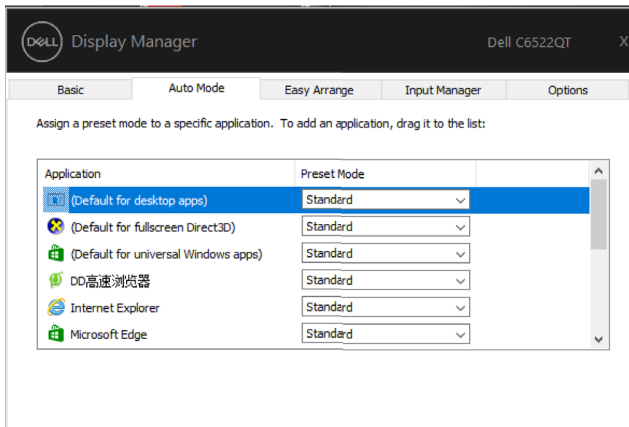 DELL Display Manager Dell C6522QT X
Basic Auto Mode Easy Arrange Input Manager Options
Assign a preset mode to a specific application. To add an application, drag it to the list:
Application Preset Mode
(Default for desktop apps) Standard
(Default for fullscreen Direct3D) Standard
(Default for universal Windows apps) Standard
DD高速浏览器 Standard
Internet Explorer Standard
Microsoft Edge Standard